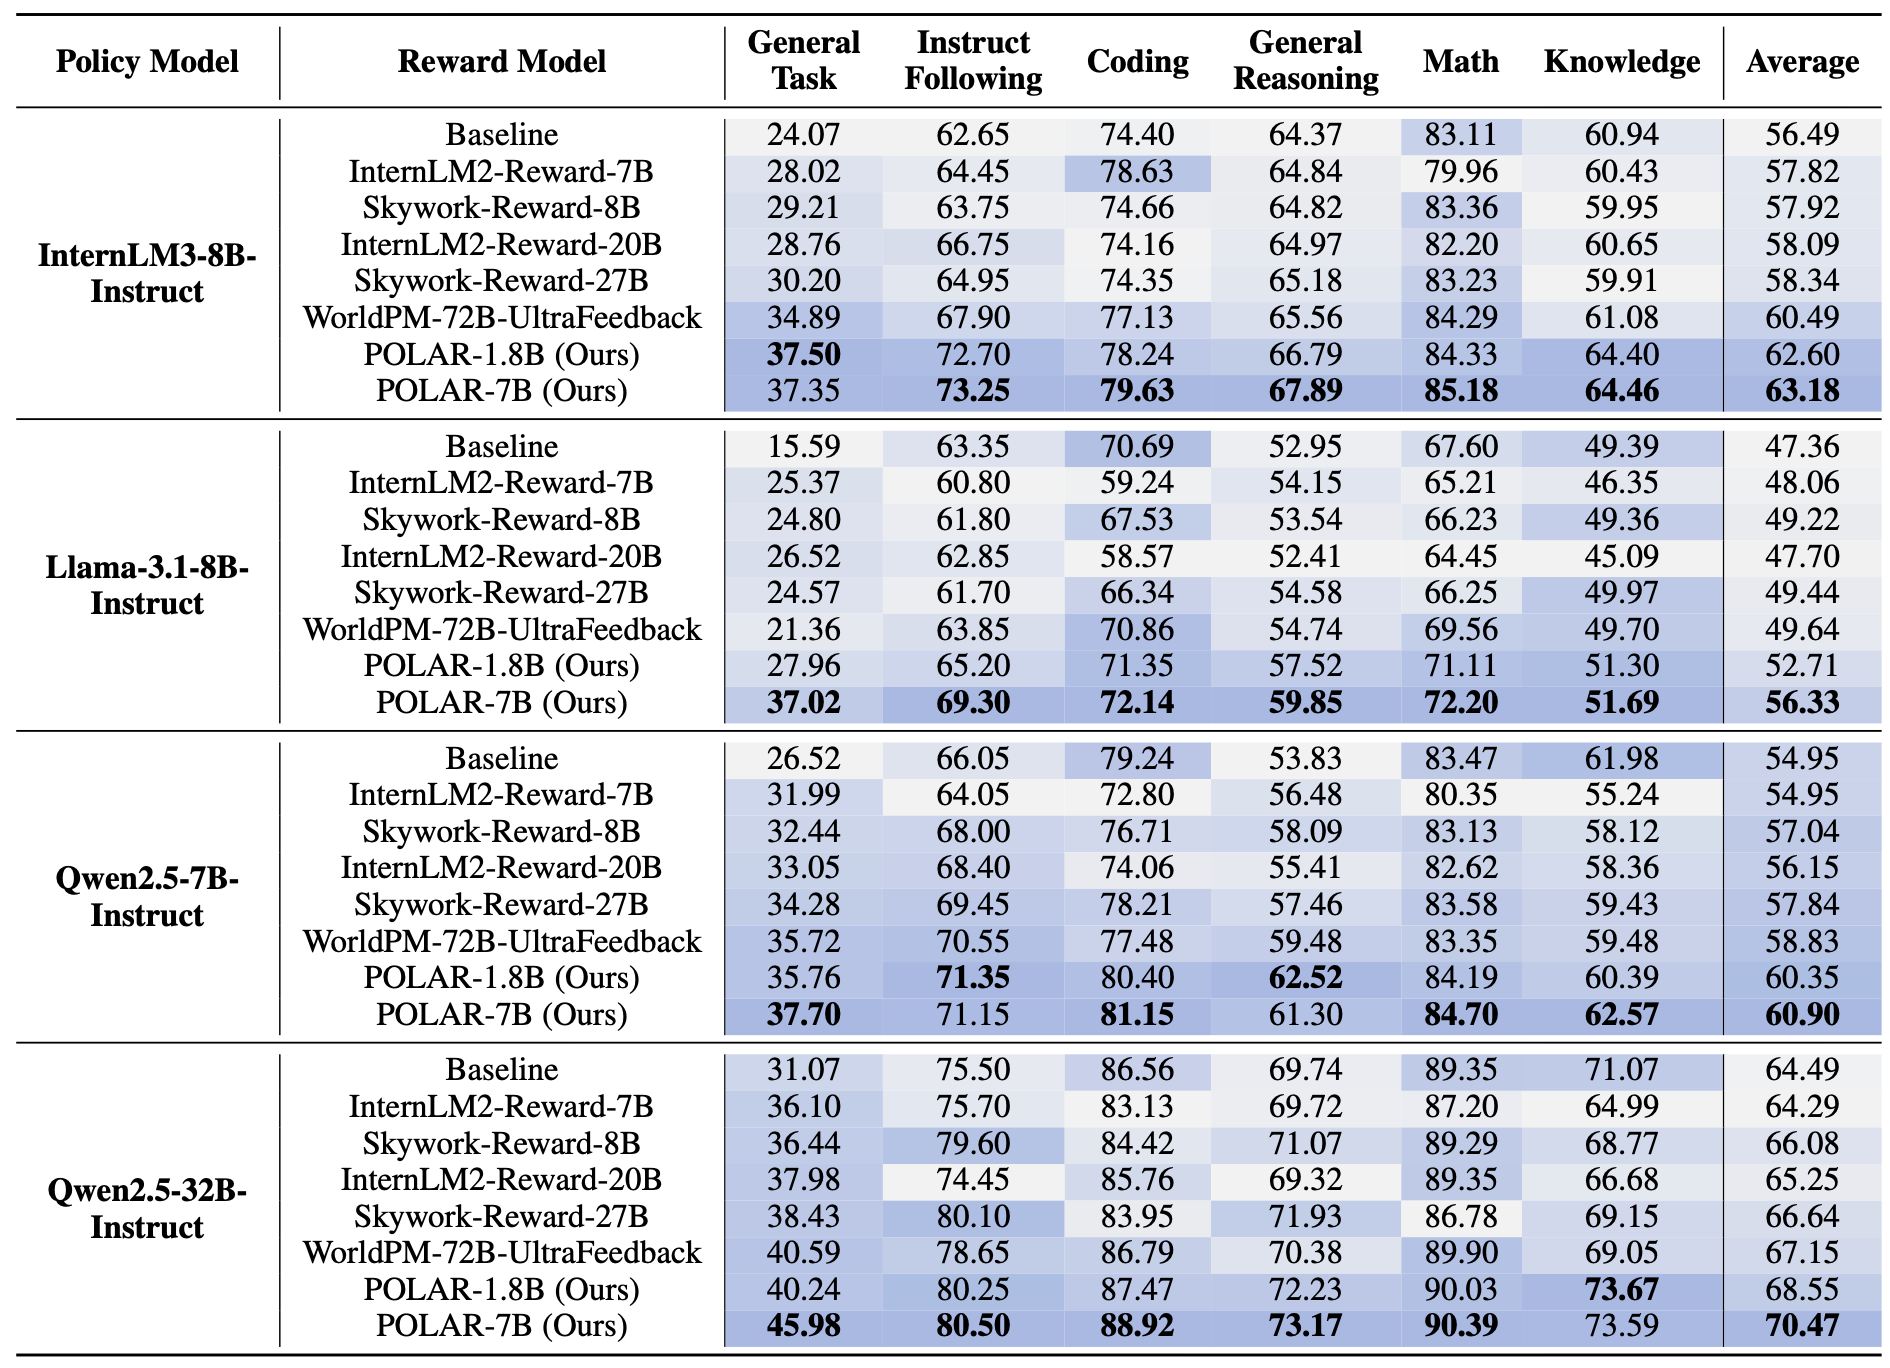 Policy Model | Reward Model | General Task | Instruct Following | Coding | General Reasoning | Math | Knowledge | Average
InternLM3-8B-Instruct
Baseline 24.07 62.65 74.40 64.37 83.11 60.94 56.49
InternLM2-Reward-7B 28.02 64.45 78.63 64.84 79.96 60.43 57.82
Skywork-Reward-8B 29.21 63.75 74.66 64.82 83.36 59.95 57.92
InternLM2-Reward-20B 28.76 66.75 74.16 64.97 82.20 60.65 58.09
Skywork-Reward-27B 30.20 64.95 74.35 65.18 83.23 59.91 58.34
WorldPM-72B-UltraFeedback 34.89 67.90 77.13 65.56 84.29 61.08 60.49
POLAR-1.8B (Ours) 37.50 72.70 78.24 66.79 84.33 64.40 62.60
POLAR-7B (Ours) 37.35 73.25 79.63 67.89 85.18 64.46 63.18
Llama-3.1-8B-Instruct
Baseline 15.59 63.35 70.69 52.95 67.60 49.39 47.36
InternLM2-Reward-7B 25.37 60.80 59.24 54.15 65.21 46.35 48.06
Skywork-Reward-8B 24.80 61.80 67.53 53.54 66.23 49.36 49.22
InternLM2-Reward-20B 26.52 62.85 58.57 52.41 64.45 45.09 47.70
Skywork-Reward-27B 24.57 61.70 66.34 54.58 66.25 49.97 49.44
WorldPM-72B-UltraFeedback 21.36 63.85 70.86 54.74 69.56 49.70 49.64
POLAR-1.8B (Ours) 27.96 65.20 71.35 57.52 71.11 51.30 52.71
POLAR-7B (Ours) 37.02 69.30 72.14 59.85 72.20 51.69 56.33
Qwen2.5-7B-Instruct
Baseline 26.52 66.05 79.24 53.83 83.47 61.98 54.95
InternLM2-Reward-7B 31.99 64.05 72.80 56.48 80.35 55.24 54.95
Skywork-Reward-8B 32.44 68.00 76.71 58.09 83.13 58.12 57.04
InternLM2-Reward-20B 33.05 68.40 74.06 55.41 82.62 58.36 56.15
Skywork-Reward-27B 34.28 69.45 78.21 57.46 83.58 59.43 57.84
WorldPM-72B-UltraFeedback 35.72 70.55 77.48 59.48 83.35 59.48 58.83
POLAR-1.8B (Ours) 35.76 71.35 80.40 62.52 84.19 60.39 60.35
POLAR-7B (Ours) 37.70 71.15 81.15 61.30 84.70 62.57 60.90
Qwen2.5-32B-Instruct
Baseline 31.07 75.50 86.56 69.74 89.35 71.07 64.49
InternLM2-Reward-7B 36.10 75.70 83.13 69.72 87.20 64.99 64.29
Skywork-Reward-8B 36.44 79.60 84.42 71.07 89.29 68.77 66.08
InternLM2-Reward-20B 37.98 74.45 85.76 69.32 89.35 66.68 65.25
Skywork-Reward-27B 38.43 80.10 83.95 71.93 86.78 69.15 66.64
WorldPM-72B-UltraFeedback 40.59 78.65 86.79 70.38 89.90 69.05 67.15
POLAR-1.8B (Ours) 40.24 80.25 87.47 72.23 90.03 73.67 68.55
POLAR-7B (Ours) 45.98 80.50 88.92 73.17 90.39 73.59 70.47